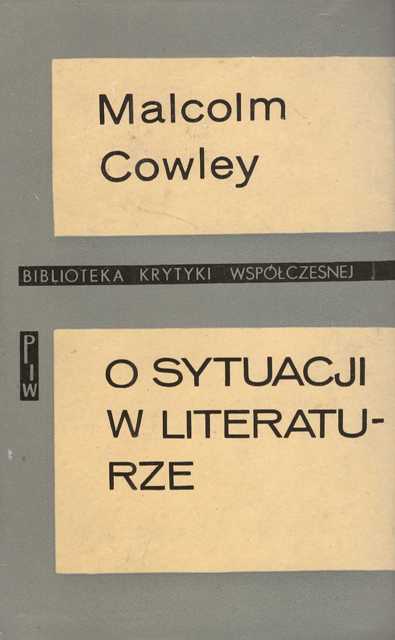 Malcolm
Cowley
BIBLIOTEKA KRYTYKI WSPÓŁCZESNEJ
PIW
O SYTUACJI
W LITERATU-
RZE